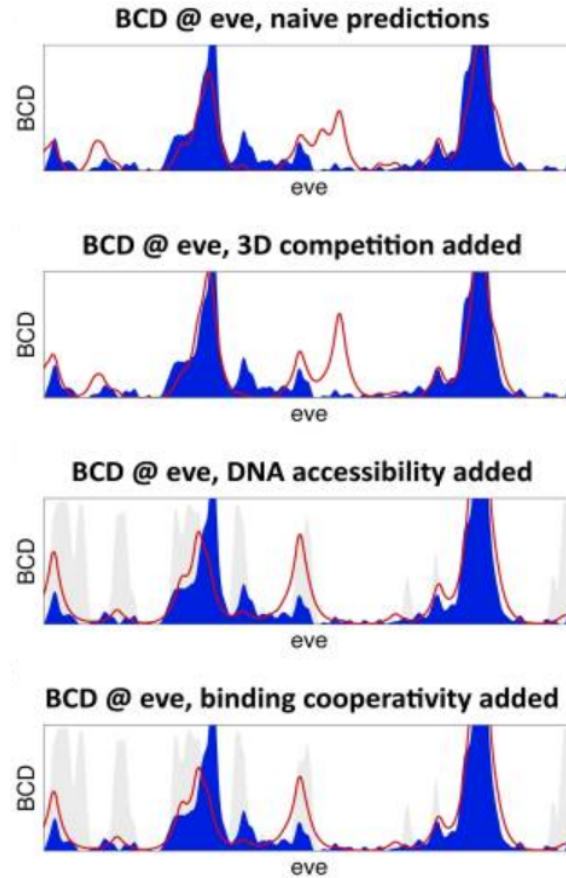 BCD @ eve, naive predictions
BCD
eve
BCD @ eve, 3D competition added
BCD
eve
BCD @ eve, DNA accessibility added
BCD
eve
BCD @ eve, binding cooperativity added
BCD
eve